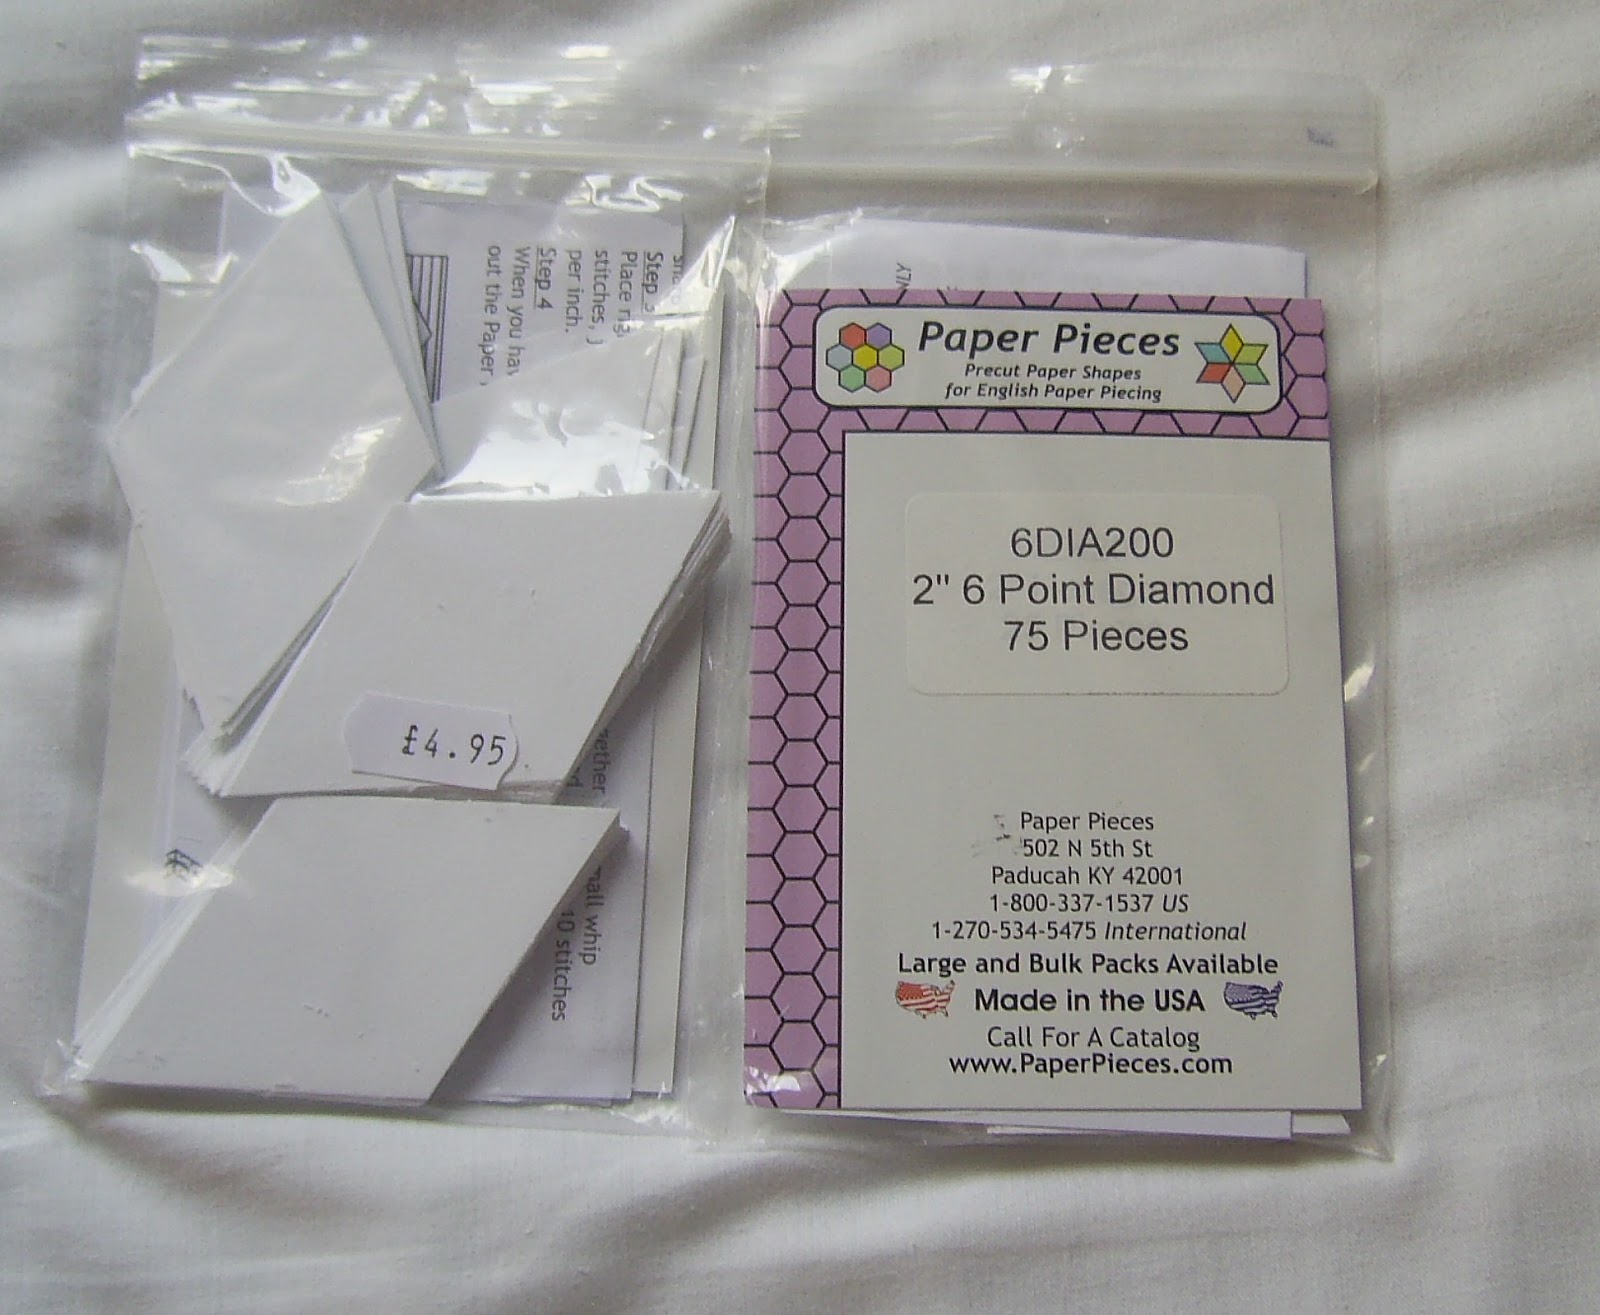 Step 3
Place
stitches,
per inch.
Step 4
When you
out the Paper
£4.95
whip
10 stitches
Paper Pieces
Precut Paper Shapes
for English Paper Piecing
6DIA200
2" 6 Point Diamond
75 Pieces
Paper Pieces
502 N 5th St
Paducah KY 42001
1-800-337-1537 US
1-270-534-5475 International
Large and Bulk Packs Available
Made in the USA
Call For A Catalog
www.PaperPieces.com